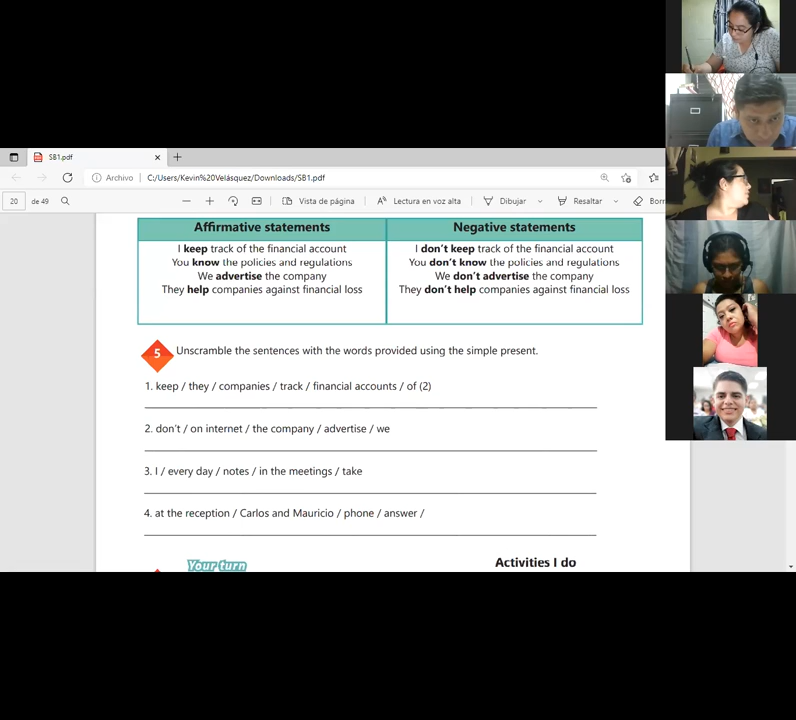 SB1.pdf
Archivo C:/Users/Kevin%20Velásquez/Downloads/SB1.pdf
20 de 49 Vista de página Lectura en voz alta Dibujar Resaltar Borr
Affirmative statements Negative statements
I keep track of the financial account I don't keep track of the financial account
You know the policies and regulations You don't know the policies and regulations
We advertise the company We don't advertise the company
They help companies against financial loss They don't help companies against financial loss
5 Unscramble the sentences with the words provided using the simple present.
1. keep / they / companies / track / financial accounts / of (2)
2. don't / on internet / the company / advertise / we
3. I / every day / notes / in the meetings / take
4. at the reception / Carlos and Mauricio / phone / answer /
Your turn Activities I do